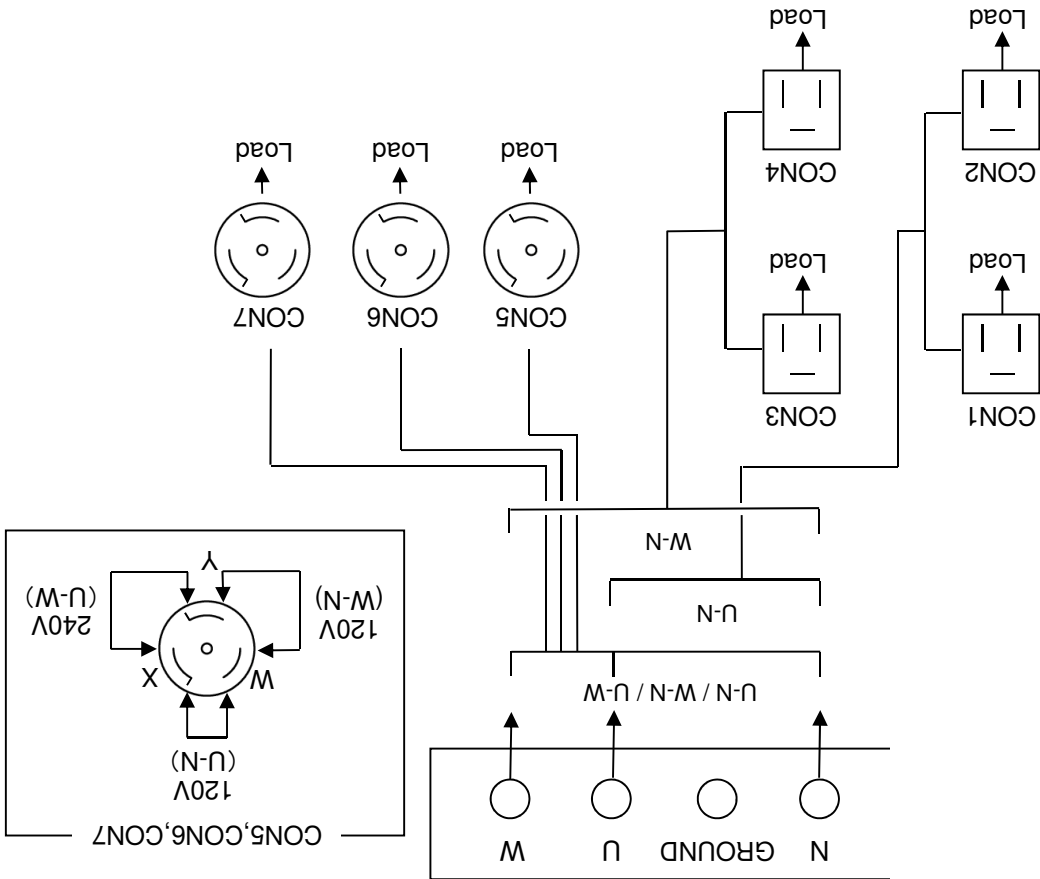 N GROUND U W
U-N / W-N / U-W
U-N
W-N
CON5,CON6,CON7
120V
(U-N)
W
X
120V
(W-N)
240V
(U-W)
Y
CON1
Load
CON3
Load
CON2
Load
CON4
Load
CON5
Load
CON6
Load
CON7
Load